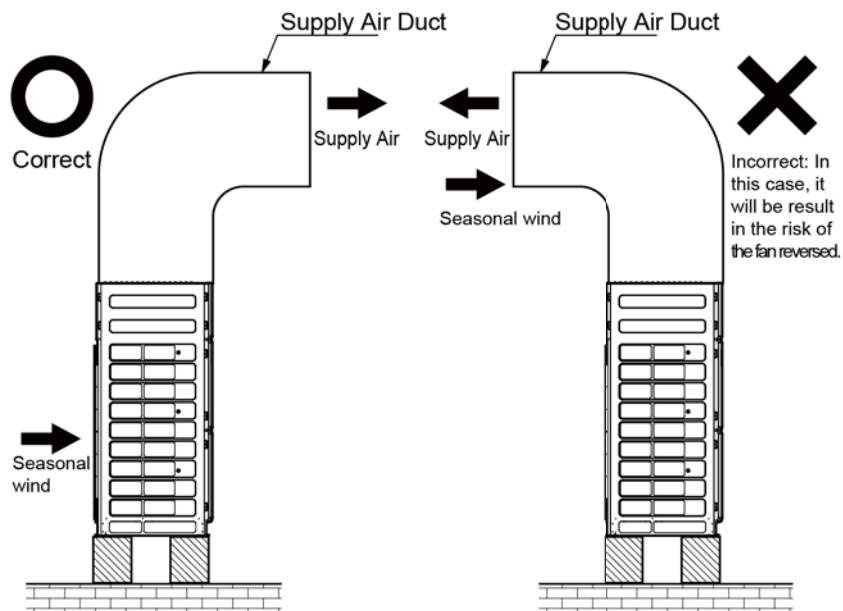 Supply Air Duct
Correct
Supply Air
Seasonal
wind
Supply Air Duct
Supply Air
Seasonal wind
Incorrect: In
this case, it
will be result
in the risk of
the fan reversed.